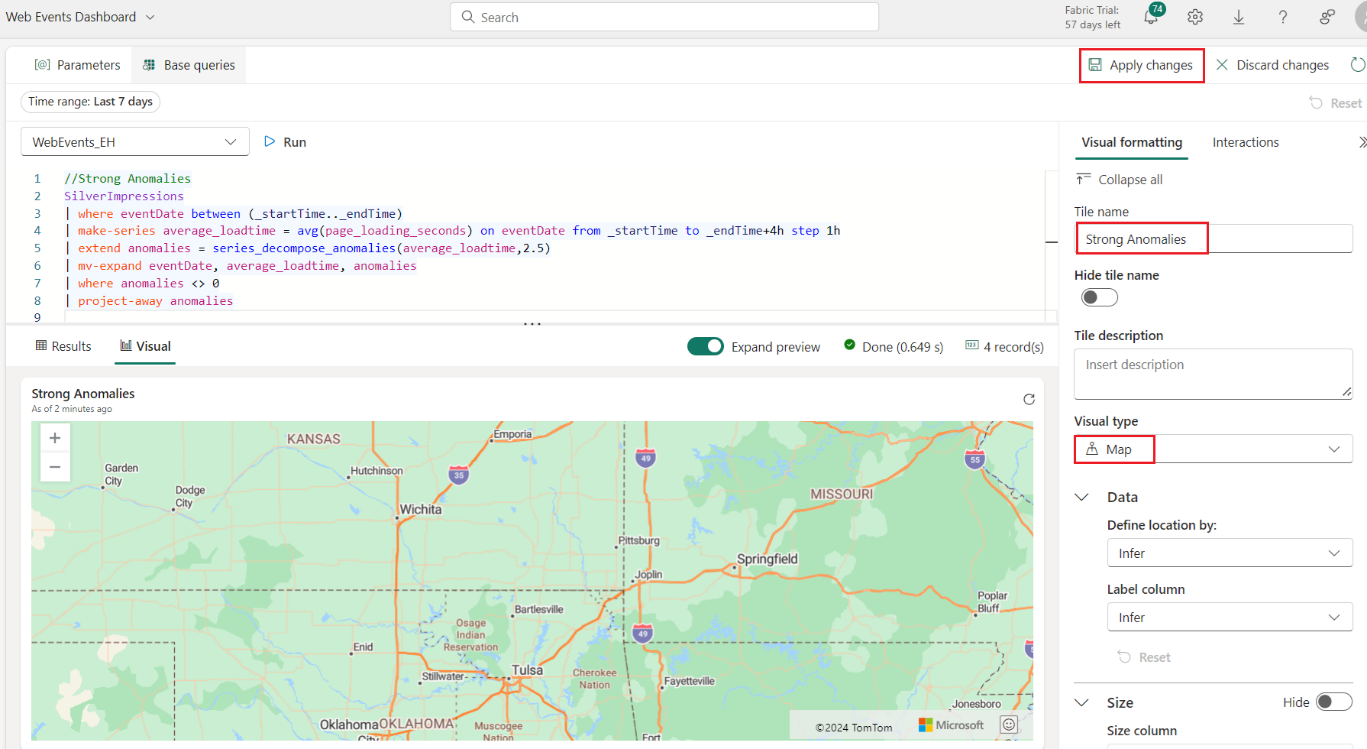 Web Events Dashboard
Search
Fabric Trial:
57 days left
74
Parameters
Base queries
Apply changes
Discard changes
Time range: Last 7 days
Reset
WebEvents_EH
Run
1 //Strong Anomalies
2 SilverImpressions
3 | where eventDate between (_startTime.._endTime)
4 | make-series average_loadtime = avg(page_loading_seconds) on eventDate from _startTime to _endTime+4h step 1h
5 | extend anomalies = series_decompose_anomalies(average_loadtime,2.5)
6 | mv-expand eventDate, average_loadtime, anomalies
7 | where anomalies <> 0
8 | project-away anomalies
9
Results
Visual
Expand preview
Done (0.649 s)
4 record(s)
Strong Anomalies
As of 2 minutes ago
+
−
KANSAS
Emporia
Garden
City
Hutchinson
Dodge
City
35
49
55
MISSOURI
Wichita
Pittsburg
Springfield
Joplin
Poplar
Bluff
Bartlesville
Osage
Indian
Reservation
49
Enid
Stillwater
Tulsa
Cherokee
Nation
Fayetteville
Jonesboro
Oklahoma
City
OKLAHOMA
Muscogee
Nation
Fort
©2024 TomTom
Microsoft
Visual formatting
Interactions
Collapse all
Tile name
Strong Anomalies
Hide tile name
Tile description
Insert description
Visual type
Map
Data
Define location by:
Infer
Label column
Infer
Reset
Size
Hide
Size column